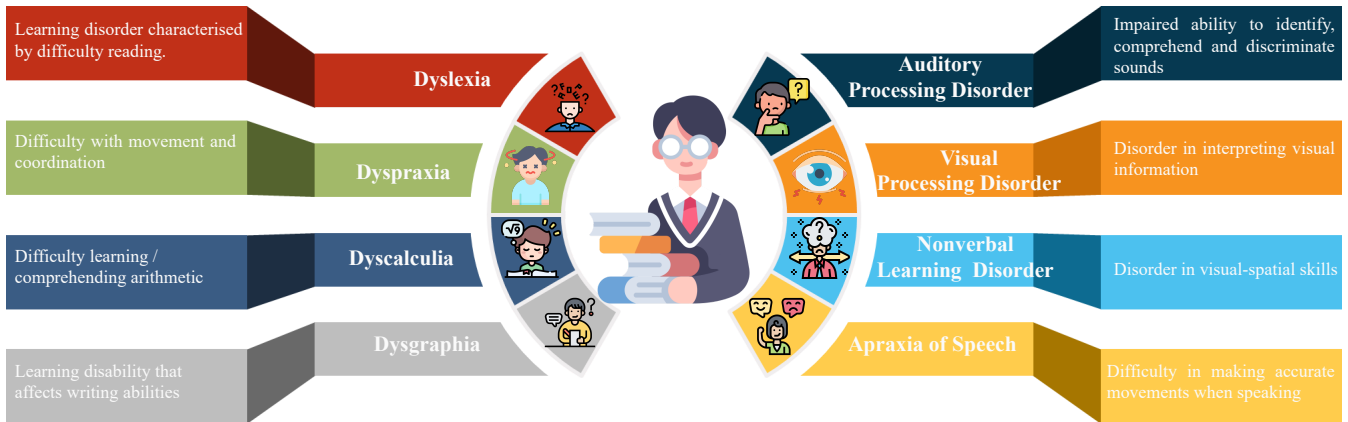 Learning disorder characterised
by difficulty reading.
Dyslexia
Difficulty with movement and
coordination
Dyspraxia
Difficulty learning /
comprehending arithmetic
Dyscalculia
Learning disability that
affects writing abilities
Dysgraphia
Auditory
Processing Disorder
Impaired ability to identify,
comprehend and discriminate
sounds
Visual
Processing Disorder
Disorder in interpreting visual
information
Nonverbal
Learning Disorder
Disorder in visual-spatial skills
Apraxia of Speech
Difficulty in making accurate
movements when speaking
√9